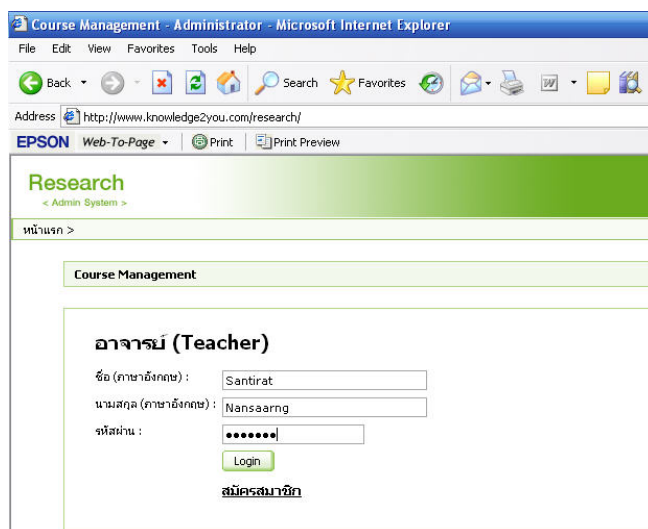 Course Management - Administrator - Microsoft Internet Explorer
File Edit View Favorites Tools Help
Back Search Favorites W
Address http://www.knowledge2you.com/research/
EPSON Web-To-Page Print Print Preview
Research
< Admin System >
หน้าแรก >
Course Management
อาจารย์ (Teacher)
ชื่อ (ภาษาอังกฤษ) : Santirat
นามสกุล (ภาษาอังกฤษ) : Nansaarng
รหัสผ่าน : •••••••
Login
สมัครสมาชิก